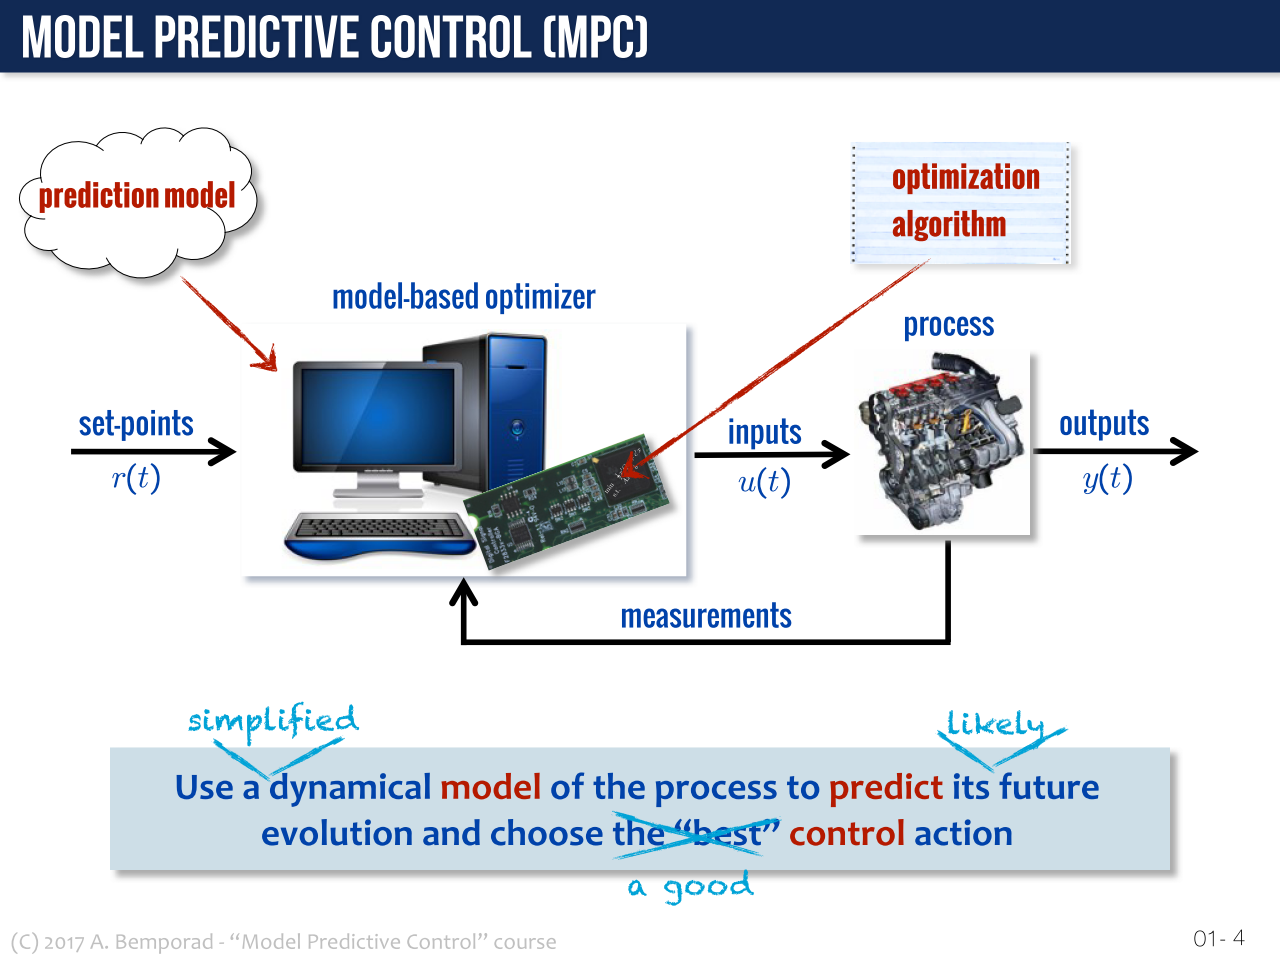 MODEL PREDICTIVE CONTROL (MPC)
prediction model
optimization
algorithm
model-based optimizer
process
set-points
r(t)
inputs
u(t)
outputs
y(t)
measurements
simplified
likely
Use a dynamical model of the process to predict its future
evolution and choose the “best” control action
a good
(C) 2017 A. Bemporad - “Model Predictive Control” course
01- 4